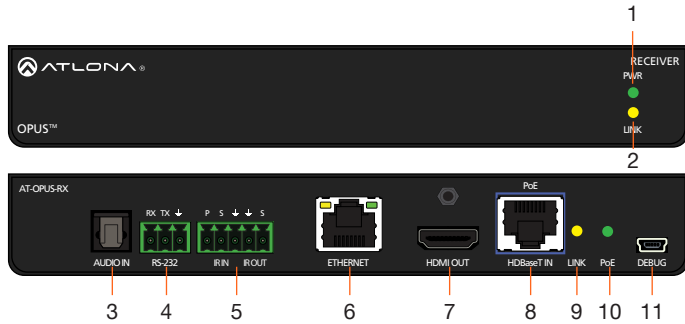 1
ATLONA ®
RECEIVER
PWR
OPUS™
LINK
2
AT-OPUS-RX
PoE
RX TX
P S S
AUDIO IN RS-232 IR IN IR OUT ETHERNET HDMI OUT HDBaseT IN LINK PoE DEBUG
3 4 5 6 7 8 9 10 11